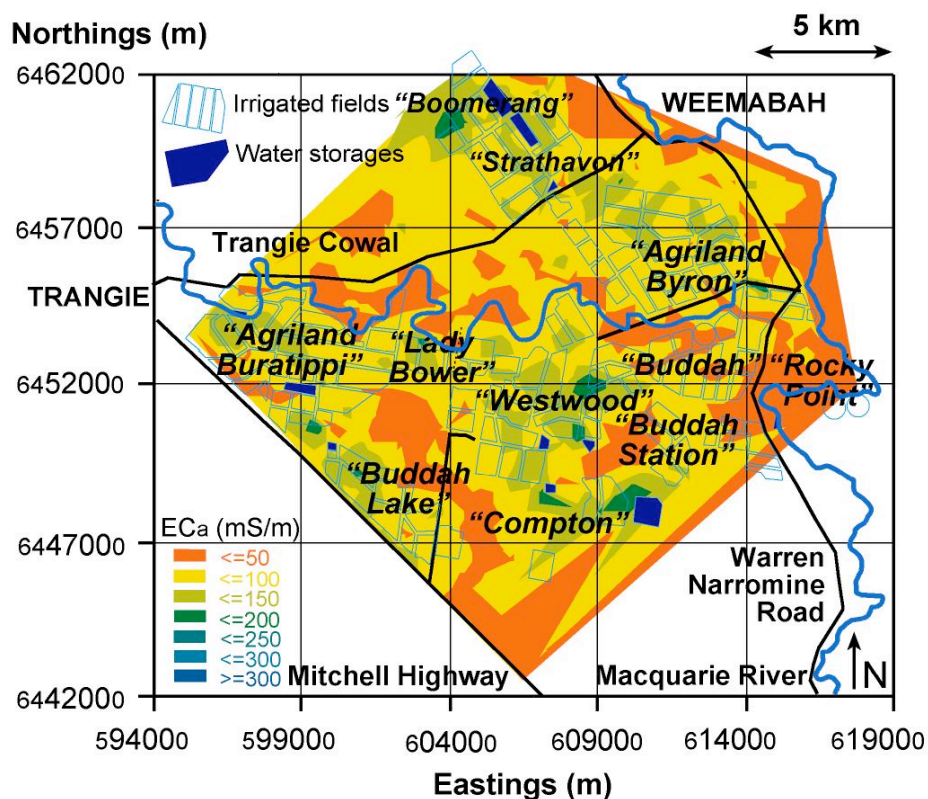 Northings (m)
5 km
6462000
Irrigated fields
“Boomerang”
WEEMABAH
Water storages
“Strathavon”
6457000
Trangie Cowal
“Agriland
Byron”
TRANGIE
“Agriland
Buratippi”
“Lady
Bower”
“Buddah”
“Rocky
Point”
6452000
“Westwood”
“Buddah
Station”
“Buddah
Lake”
“Compton”
ECa (mS/m)
<=50
<=100
<=150
<=200
<=250
<=300
>=300
6447000
Warren
Narromine
Road
Mitchell Highway
Macquarie River
N
6442000
594000
599000
604000
609000
614000
619000
Eastings (m)